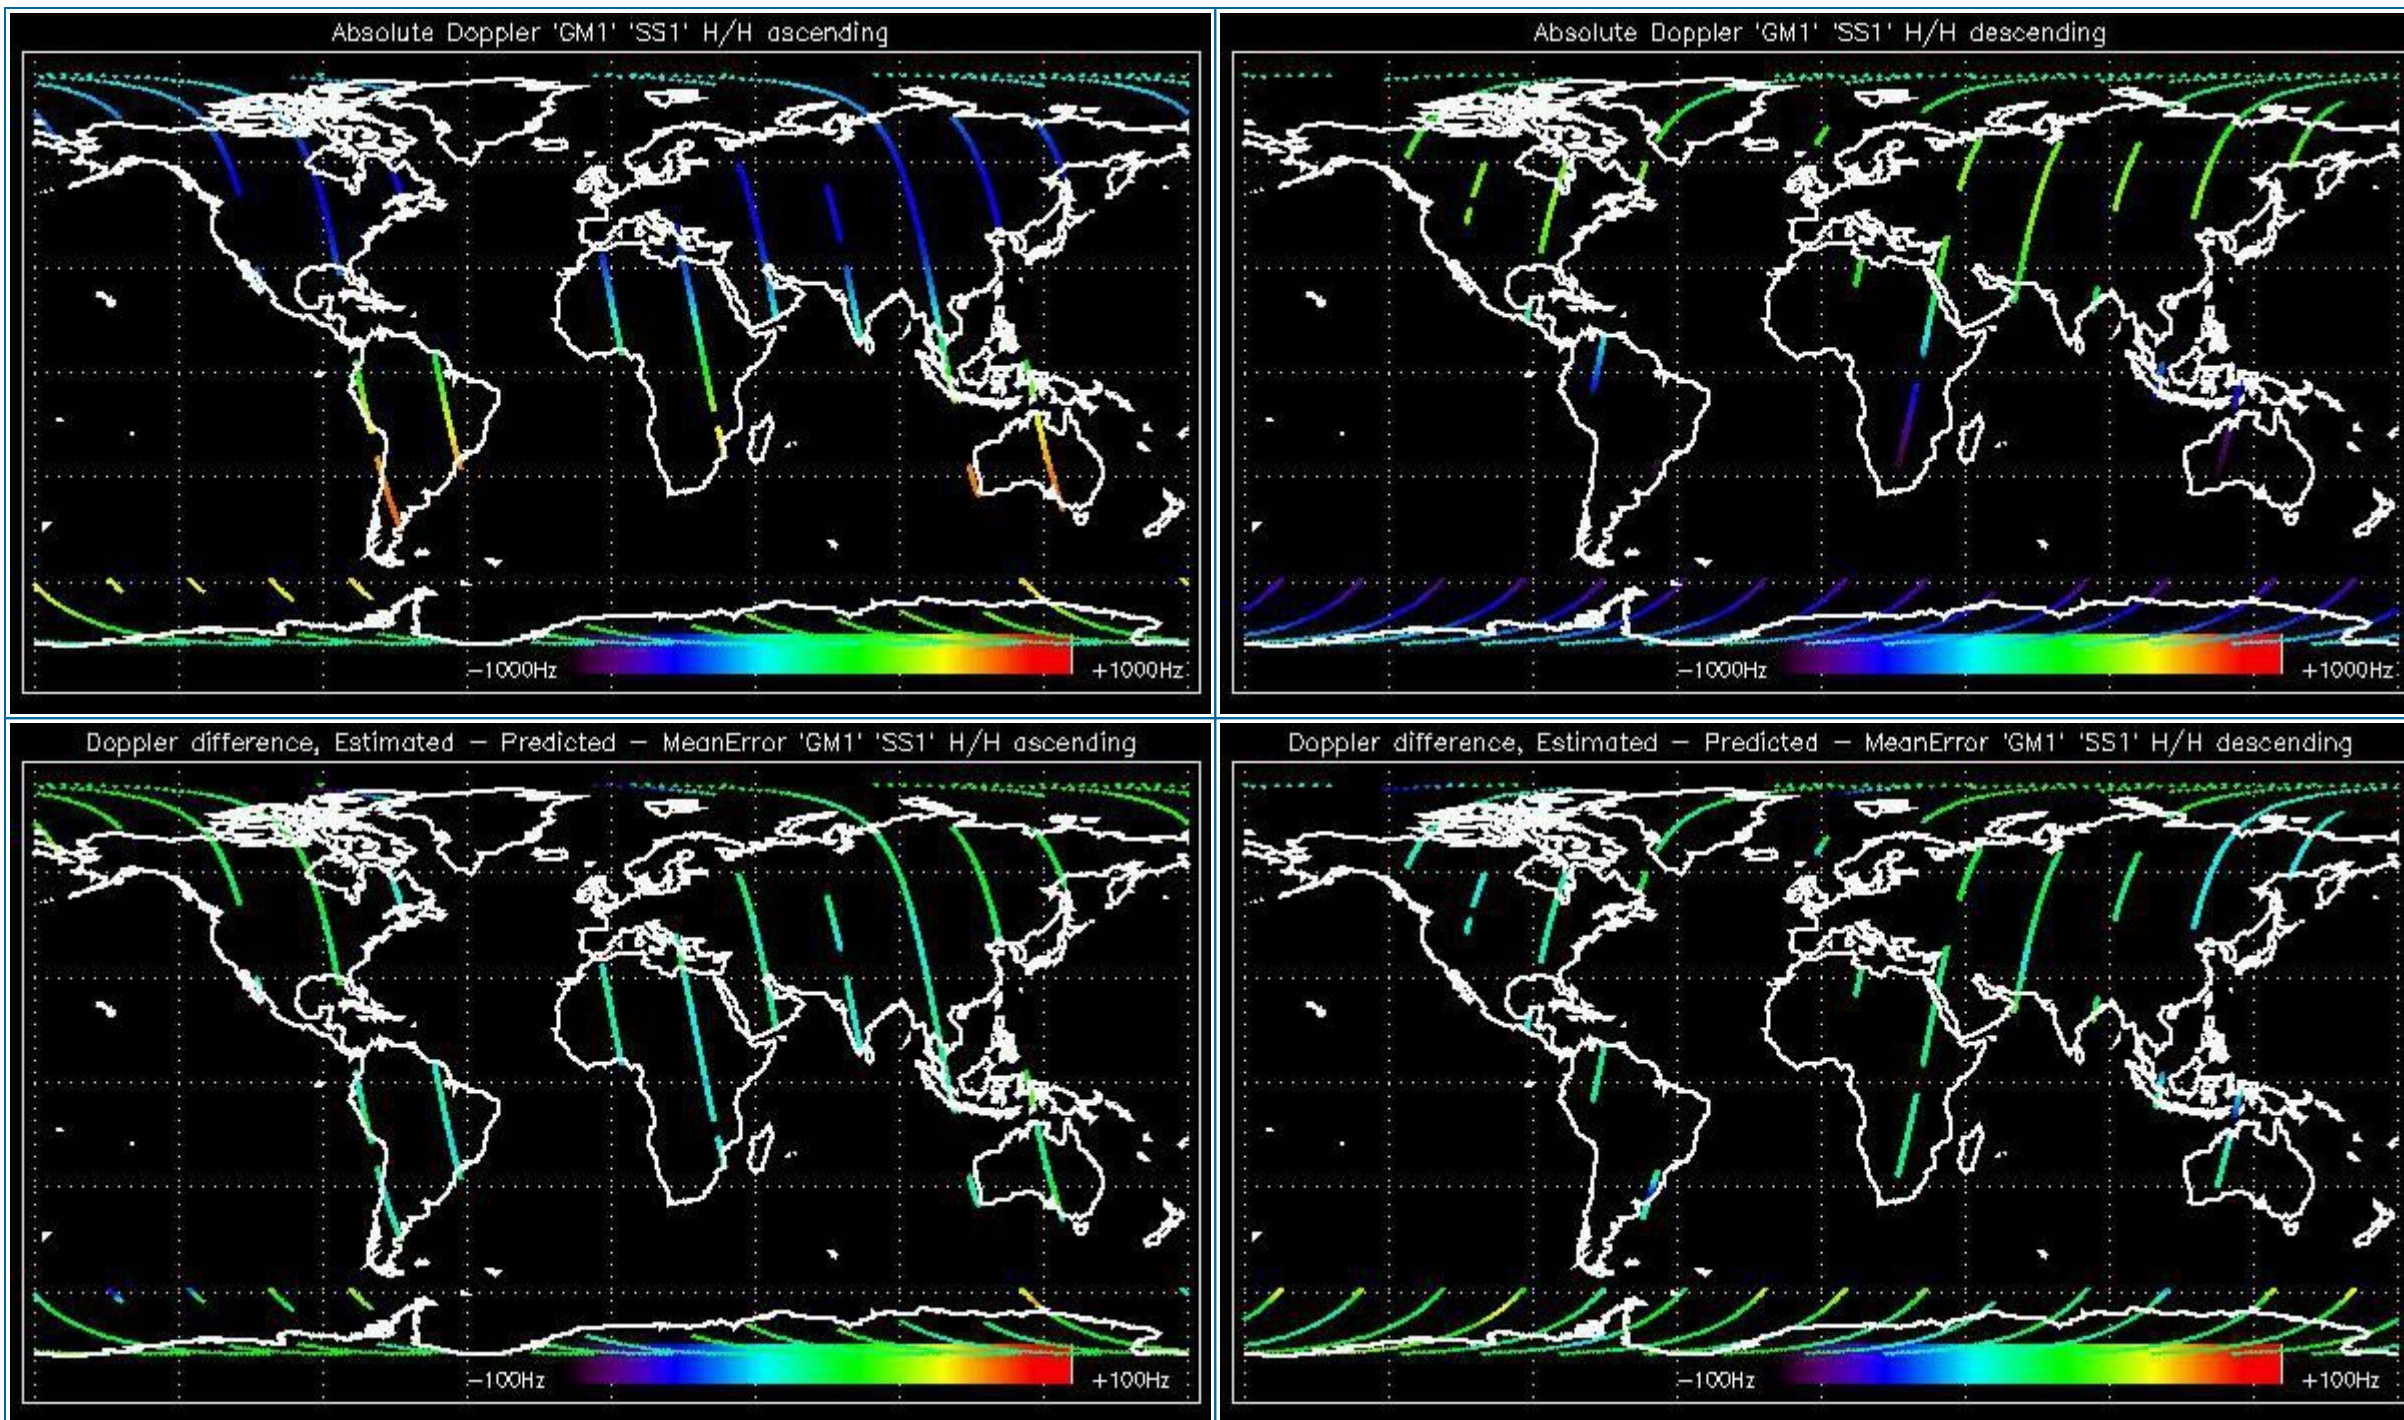 Absolute Doppler 'GM1' 'SS1' H/H ascending
-1000Hz +1000Hz
Absolute Doppler 'GM1' 'SS1' H/H descending
-1000Hz +1000Hz
Doppler difference, Estimated - Predicted - MeanError 'GM1' 'SS1' H/H ascending
-100Hz +100Hz
Doppler difference, Estimated - Predicted - MeanError 'GM1' 'SS1' H/H descending
-100Hz +100Hz